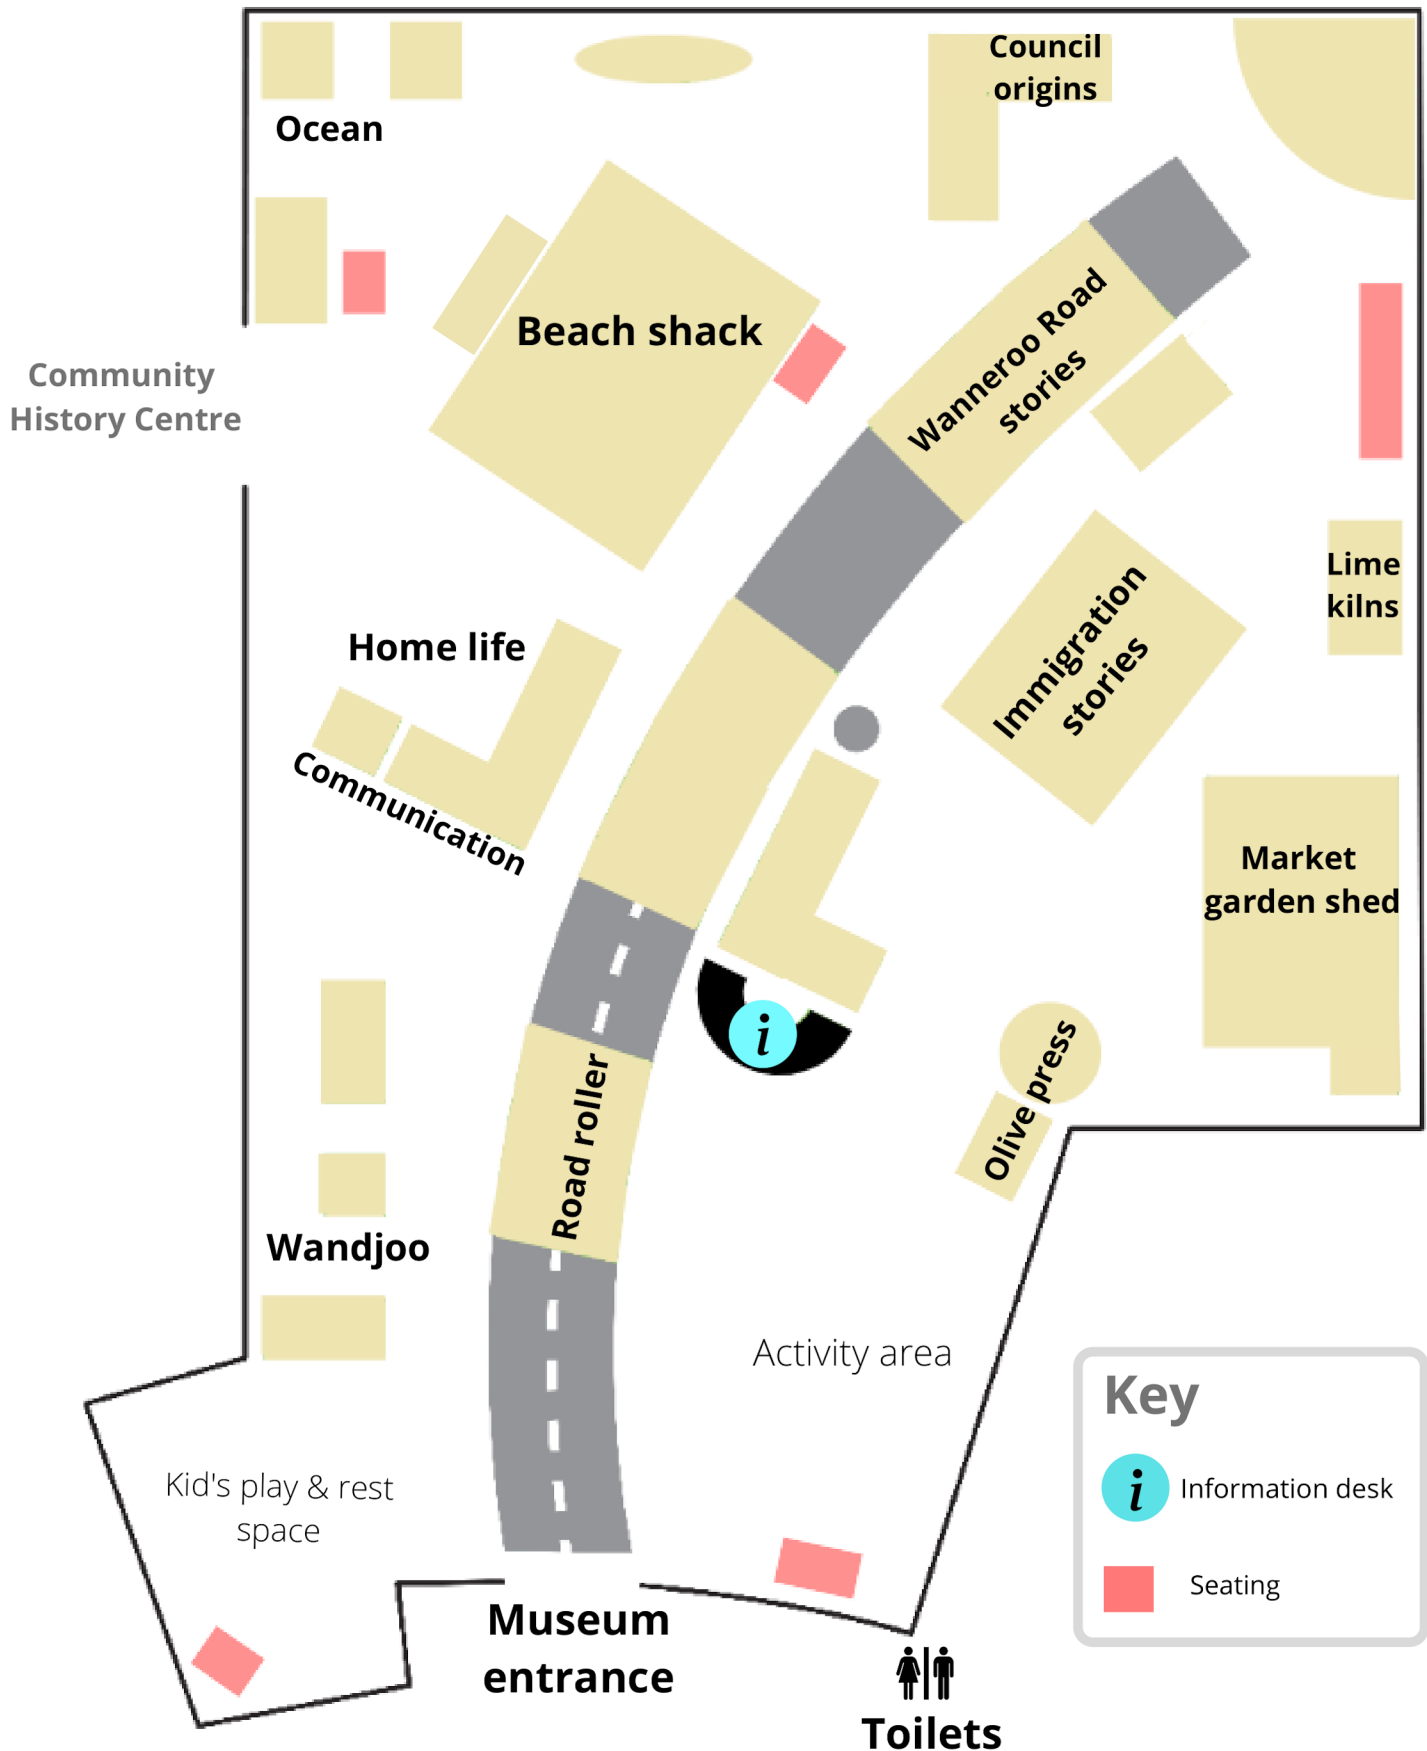 Council
origins
Ocean
Beach shack
Wanneroo Road
stories
Community
History Centre
Lime
kilns
Immigration
stories
Home life
Communication
Market
garden shed
i
Olive press
Road roller
Wandjoo
Activity area
Kid's play & rest
space
Key
i Information desk
Seating
Museum
entrance
Toilets